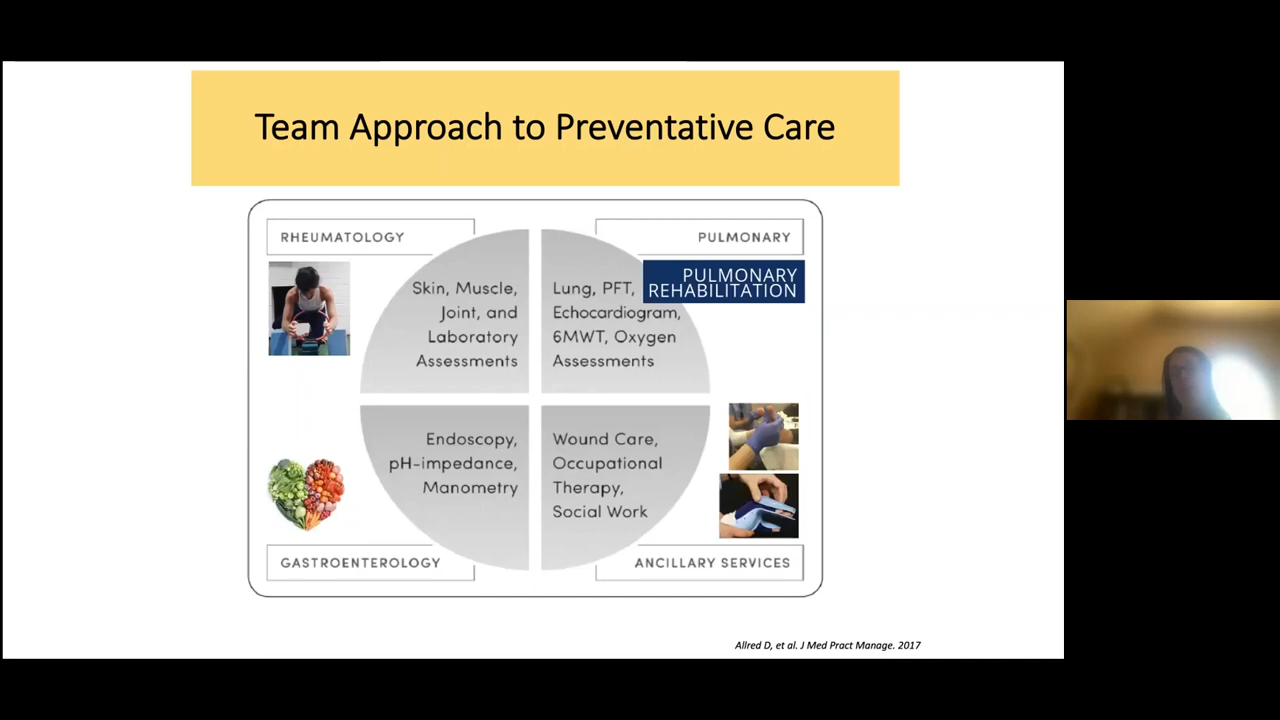 Team Approach to Preventative Care
RHEUMATOLOGY
Skin, Muscle,
Joint, and
Laboratory
Assessments
PULMONARY
PULMONARY
REHABILITATION
Lung, PFT,
Echocardiogram,
6MWT, Oxygen
Assessments
Endoscopy,
pH-impedance,
Manometry
GASTROENTEROLOGY
Wound Care,
Occupational
Therapy,
Social Work
ANCILLARY SERVICES
Allred D, et al. J Med Pract Manage. 2017